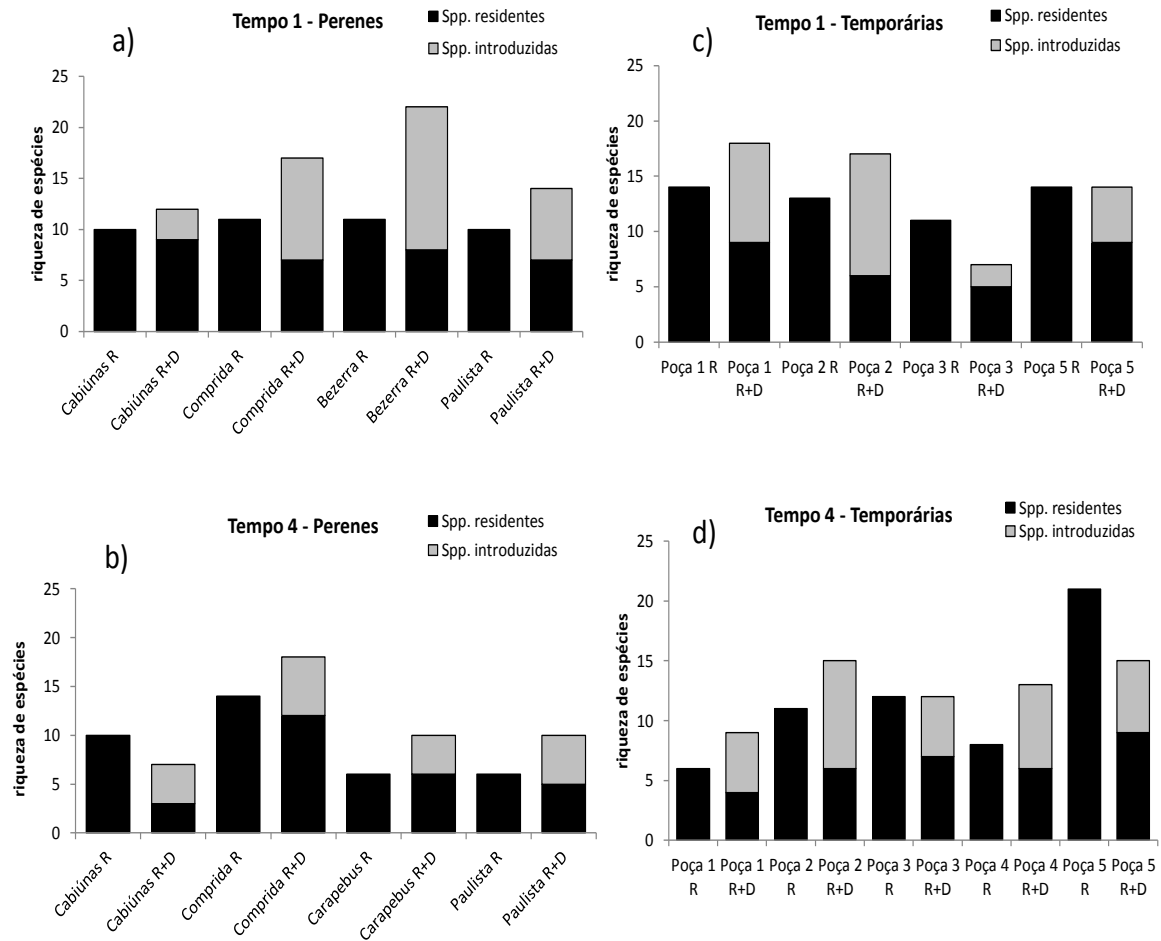 a)
Tempo 1 - Perenes
Spp. residentes
Spp. introduzidas
riqueza de espécies
25
20
15
10
5
0
Cabiúnas R
Cabiúnas R+D
Comprida R
Comprida R+D
Bezerra R
Bezerra R+D
Paulista R
Paulista R+D
c)
Tempo 1 - Temporárias
Spp. residentes
Spp. introduzidas
riqueza de espécies
25
20
15
10
5
0
Poça 1 R
Poça 1 R+D
Poça 2 R
Poça 2 R+D
Poça 3 R
Poça 3 R+D
Poça 5 R
Poça 5 R+D
b)
Tempo 4 - Perenes
Spp. residentes
Spp. introduzidas
riqueza de espécies
25
20
15
10
5
0
Cabiúnas R
Cabiúnas R+D
Comprida R
Comprida R+D
Carapebus R
Carapebus R+D
Paulista R
Paulista R+D
d)
Tempo 4 - Temporárias
Spp. residentes
Spp. introduzidas
riqueza de espécies
25
20
15
10
5
0
Poça 1 R
Poça 1 R+D
Poça 2 R
Poça 2 R+D
Poça 3 R
Poça 3 R+D
Poça 4 R
Poça 4 R+D
Poça 5 R
Poça 5 R+D